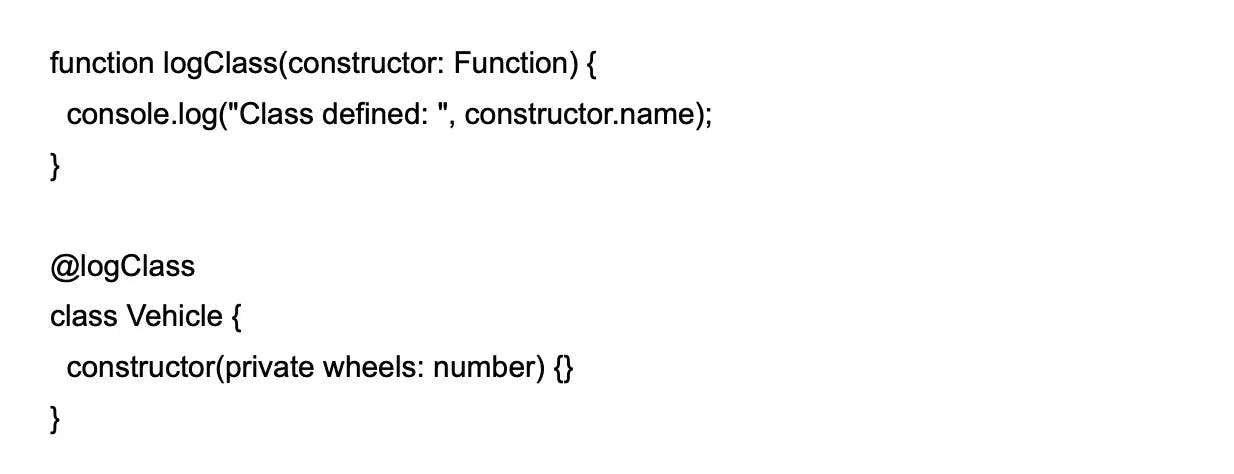 function logClass(constructor: Function) {
  console.log("Class defined: ", constructor.name);
}

@logClass
class Vehicle {
  constructor(private wheels: number) {}
}